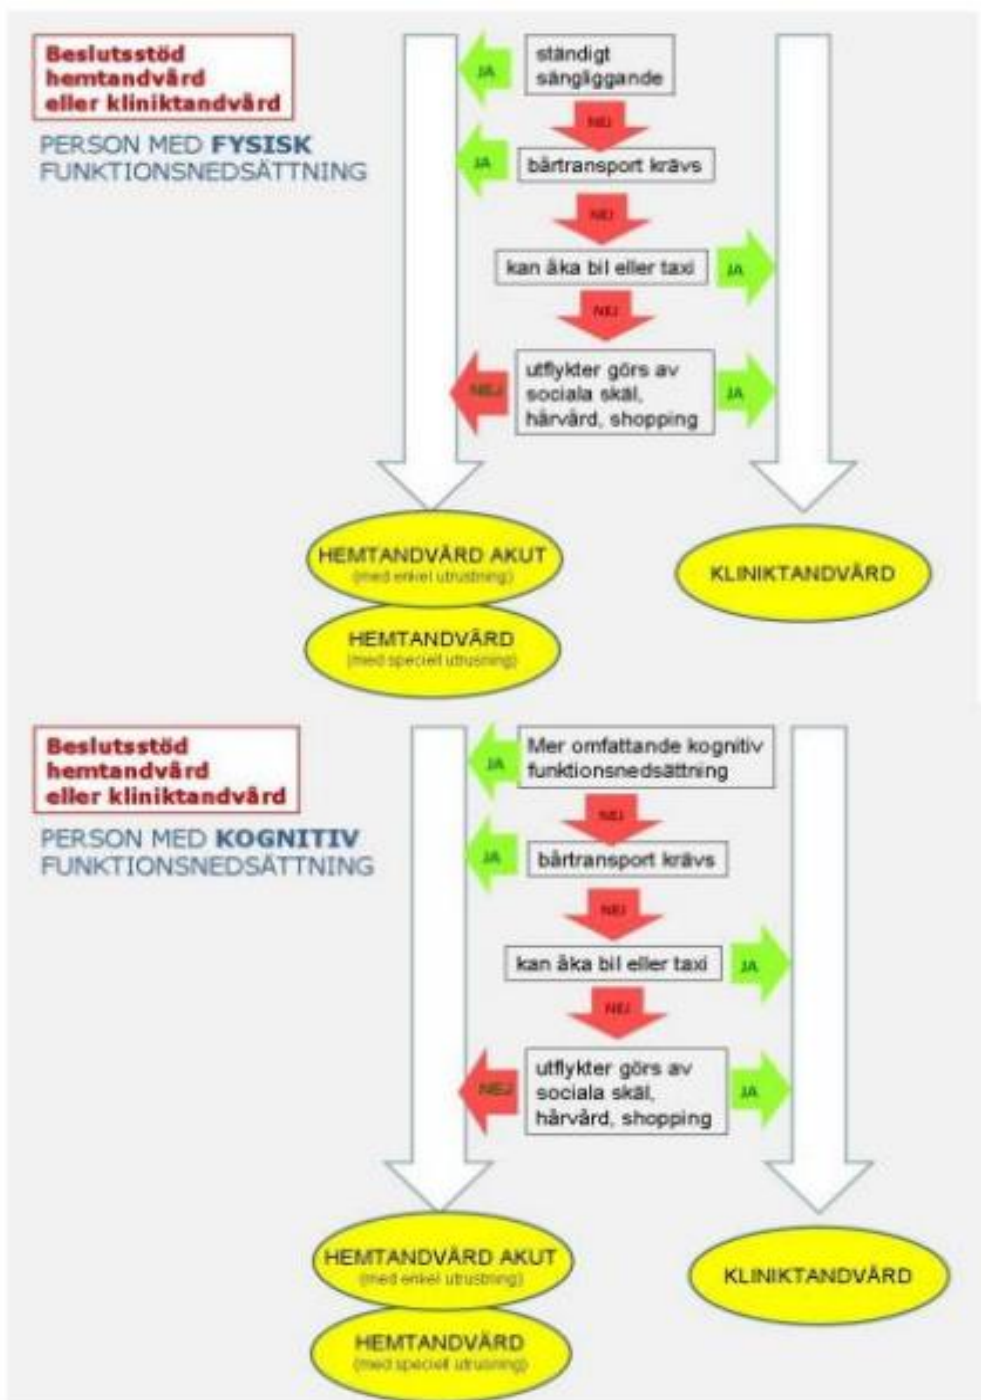 Beslutsstöd
hemtandvård
eller kliniktandvård
PERSON MED FYSISK
FUNKTIONSNEDSÄTTNING
ständigt
sängliggande
JA
NEJ
bårtransport krävs
JA
NEJ
kan åka bil eller taxi
JA
NEJ
utflykter görs av
sociala skäl,
hårvård, shopping
NEJ
JA
HEMTANDVÅRD AKUT
(med enkel utrustning)
HEMTANDVÅRD
(med speciell utrusning)
KLINIKTANDVÅRD
Beslutsstöd
hemtandvård
eller kliniktandvård
PERSON MED KOGNITIV
FUNKTIONSNEDSÄTTNING
Mer omfattande kognitiv
funktionsnedsättning
JA
NEJ
bårtransport krävs
JA
NEJ
kan åka bil eller taxi
JA
NEJ
utflykter görs av
sociala skäl,
hårvård, shopping
NEJ
JA
HEMTANDVÅRD AKUT
(med enkel utrustning)
HEMTANDVÅRD
(med speciell utrusning)
KLINIKTANDVÅRD